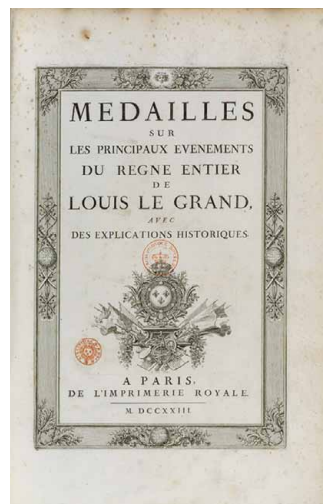 MEDAILLES
SUR
LES PRINCIPAUX EVENEMENTS
DU REGNE ENTIER
DE
LOUIS LE GRAND,
AVEC
DES EXPLICATIONS HISTORIQUES.
A PARIS,
DE L'IMPRIMERIE ROYALE.
M. DCCXXIII.